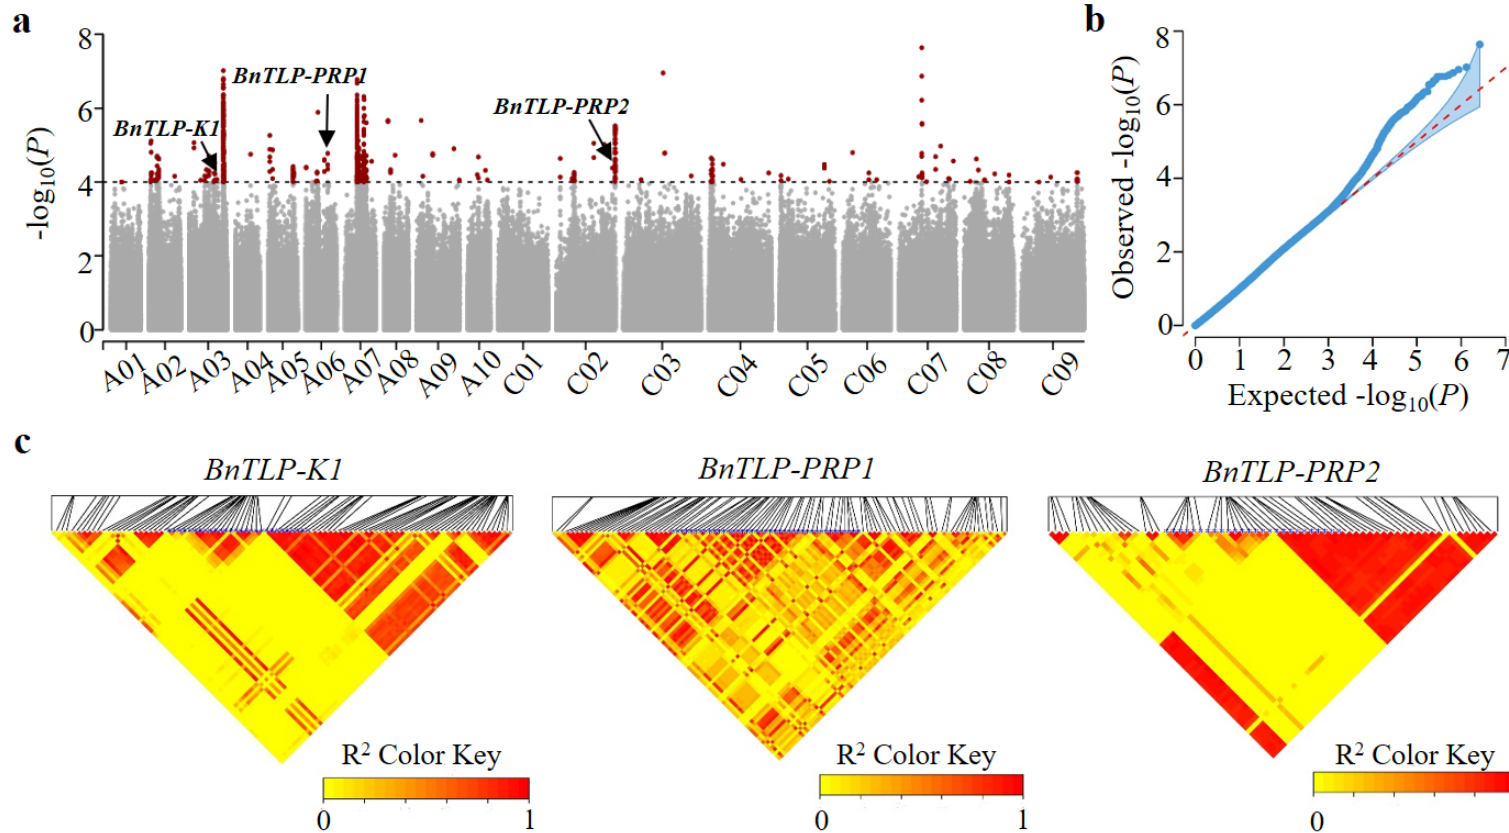 a
8
6
4
2
0
-log10(P)
BnTLP-K1
BnTLP-PRP1
BnTLP-PRP2
A01 A02 A03 A04 A05 A06 A07 A08 A09 A10 C01 C02 C03 C04 C05 C06 C07 C08 C09
b
8
6
4
2
0
Observed -log10(P)
0 1 2 3 4 5 6 7
Expected -log10(P)
c
BnTLP-K1 BnTLP-PRP1 BnTLP-PRP2
R² Color Key R² Color Key R² Color Key
0 1 0 1 0